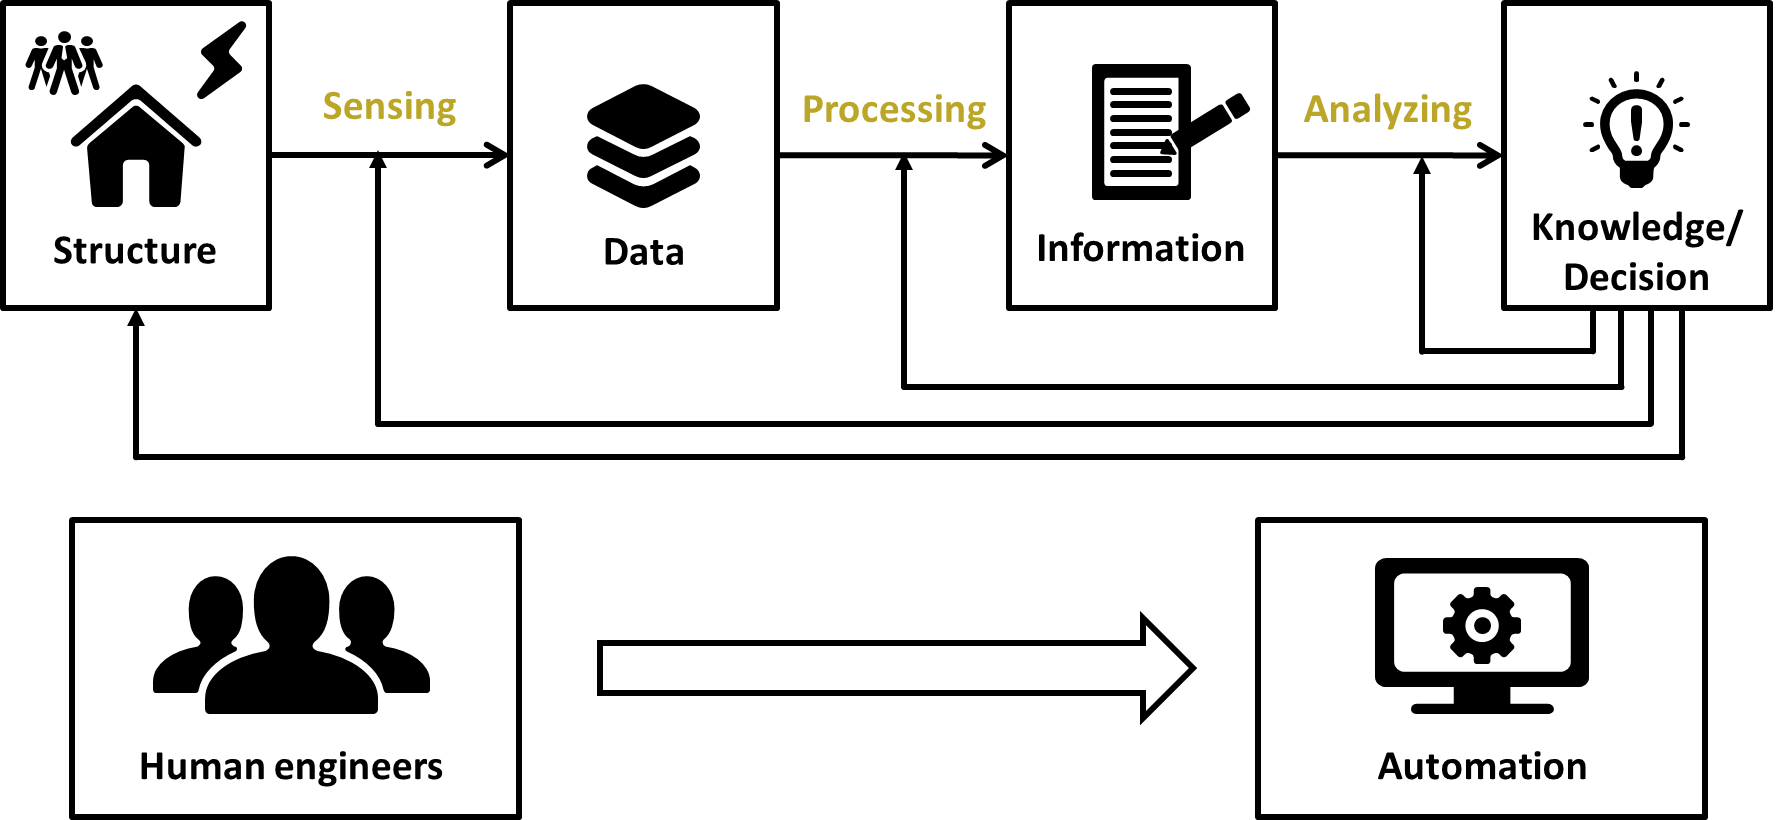 Sensing
Processing
Analyzing
Structure
Data
Information
Knowledge/
Decision
Human engineers
Automation